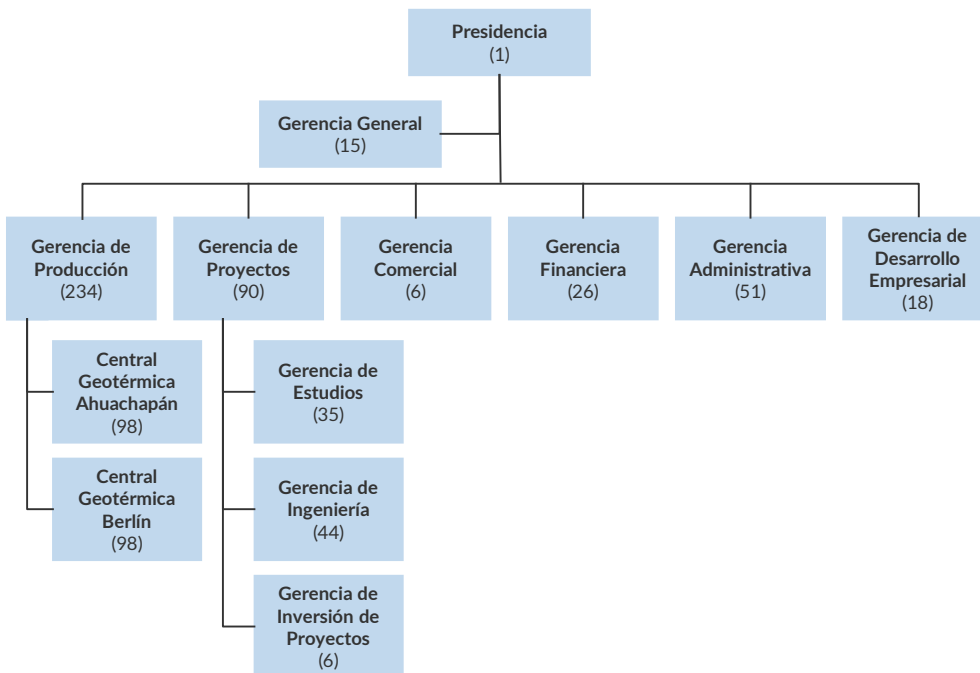 Presidencia
(1)
Gerencia General
(15)
Gerencia de
Producción
(234)
Gerencia de
Proyectos
(90)
Gerencia
Comercial
(6)
Gerencia
Financiera
(26)
Gerencia
Administrativa
(51)
Gerencia de
Desarrollo
Empresarial
(18)
Central
Geotérmica
Ahuachapán
(98)
Central
Geotérmica
Berlín
(98)
Gerencia de
Estudios
(35)
Gerencia de
Ingeniería
(44)
Gerencia de
Inversión de
Proyectos
(6)